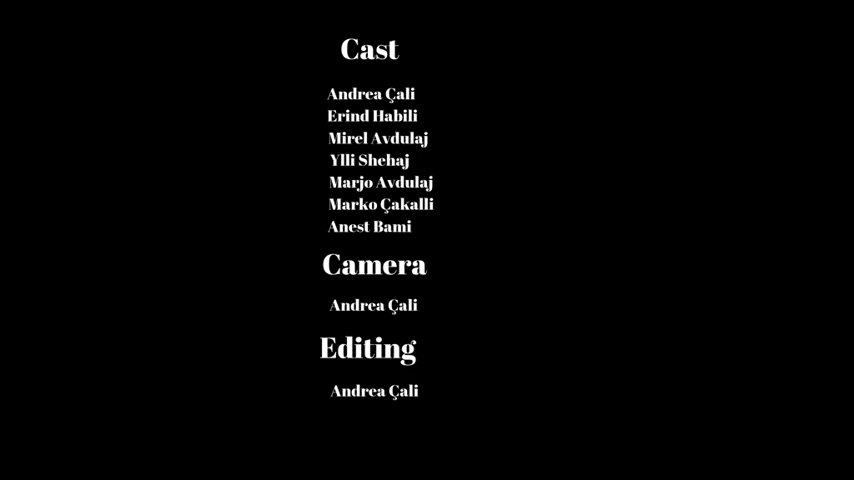 Cast
Andrea Çali
Erind Habili
Mirel Avdulaj
Ylli Shehaj
Marjo Avdulaj
Marko Çakalli
Anest Bami
Camera
Andrea Çali
Editing
Andrea Çali